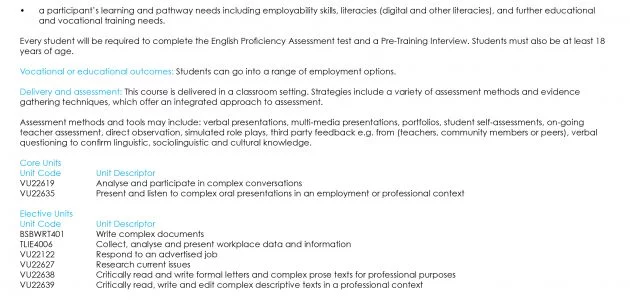 • a participant's learning and pathway needs including employability skills, literacies (digital and other literacies), and further educational
and vocational training needs.
Every student will be required to complete the English Proficiency Assessment test and a Pre-Training Interview. Students must also be at least 18
years of age.
Vocational or educational outcomes: Students can go into a range of employment options.
Delivery and assessment: This course is delivered in a classroom setting. Strategies include a variety of assessment methods and evidence
gathering techniques, which offer an integrated approach to assessment.
Assessment methods and tools may include: verbal presentations, multi-media presentations, portfolios, student self-assessments, on-going
teacher assessment, direct observation, simulated role plays, third party feedback e.g. from (teachers, community members or peers), verbal
questioning to confirm linguistic, sociolinguistic and cultural knowledge.
Core Units
Unit Code Unit Descriptor
VU22619 Analyse and participate in complex conversations
VU22635 Present and listen to complex oral presentations in an employment or professional context
Elective Units
Unit Code Unit Descriptor
BSBWRT401 Write complex documents
TLIE4006 Collect, analyse and present workplace data and information
VU22122 Respond to an advertised job
VU22627 Research current issues
VU22638 Critically read and write formal letters and complex prose texts for professional purposes
VU22639 Critically read, write and edit complex descriptive texts in a professional context